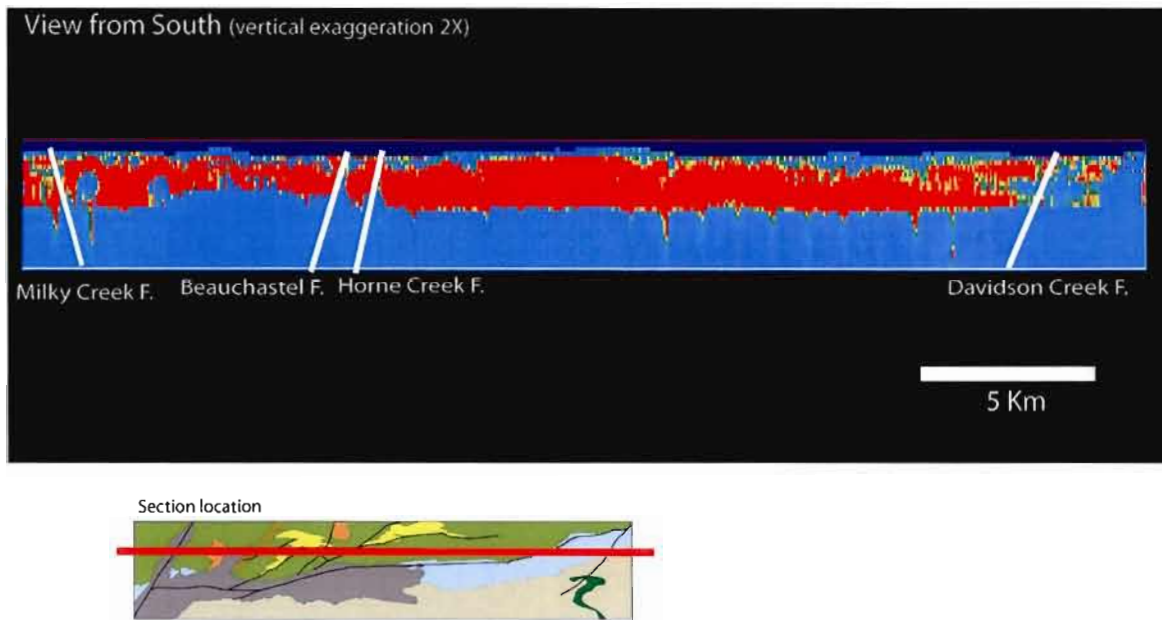 View from South (vertical exaggeration 2X)
Milky Creek F.
Beauchastel F.
Horne Creek F.
Davidson Creek F.
5 Km
Section location